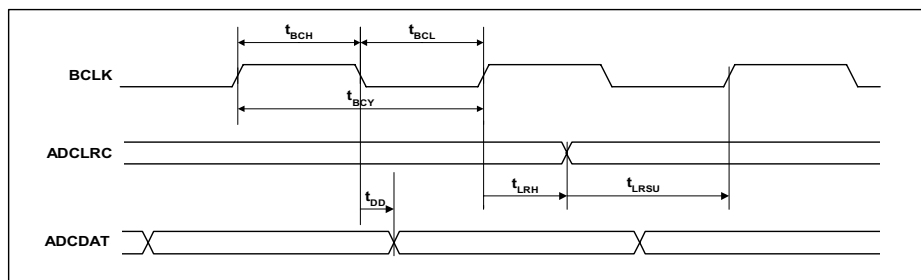 tBCH tBCL
BCLK
tBCY
ADCLRC
tLRH tLRSU
tDD
ADCDAT